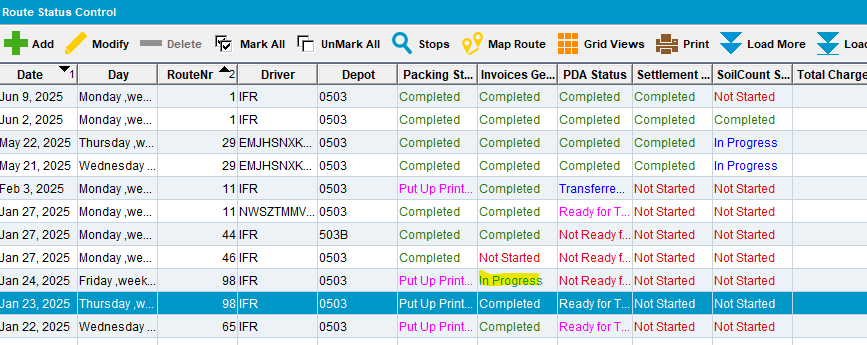 Route Status Control
Add Modify Delete Mark All UnMark All Stops Map Route Grid Views Print Load More Load
Date 1 Day RouteNr 2 Driver Depot Packing St... Invoices Ge... PDA Status Settlement ... SoilCount S... Total Charge
Jun 9, 2025 Monday ,we... 1 IFR 0503 Completed Completed Completed Completed Not Started
Jun 2, 2025 Monday ,we... 1 IFR 0503 Completed Completed Completed Completed Completed
May 22, 2025 Thursday ,w... 29 EMJHSNXK... 0503 Completed Completed Completed Completed In Progress
May 21, 2025 Wednesday ... 29 EMJHSNXK... 0503 Completed Completed Completed Completed In Progress
Feb 3, 2025 Monday ,we... 11 IFR 0503 Put Up Print... Completed Transferre... Not Started Not Started
Jan 27, 2025 Monday ,we... 11 NWSZTMMV... 0503 Completed Completed Ready for T... Not Started Not Started
Jan 27, 2025 Monday ,we... 44 IFR 503B Completed Completed Not Ready f... Not Started Not Started
Jan 27, 2025 Monday ,we... 46 IFR 0503 Completed Not Started Not Ready f... Not Started Not Started
Jan 24, 2025 Friday ,week... 98 IFR 0503 Put Up Print... In Progress Not Ready f... Not Started Not Started
Jan 23, 2025 Thursday ,w... 98 IFR 0503 Put Up Print... Completed Ready for T... Not Started Not Started
Jan 22, 2025 Wednesday ... 65 IFR 0503 Put Up Print... Completed Ready for T... Not Started Not Started